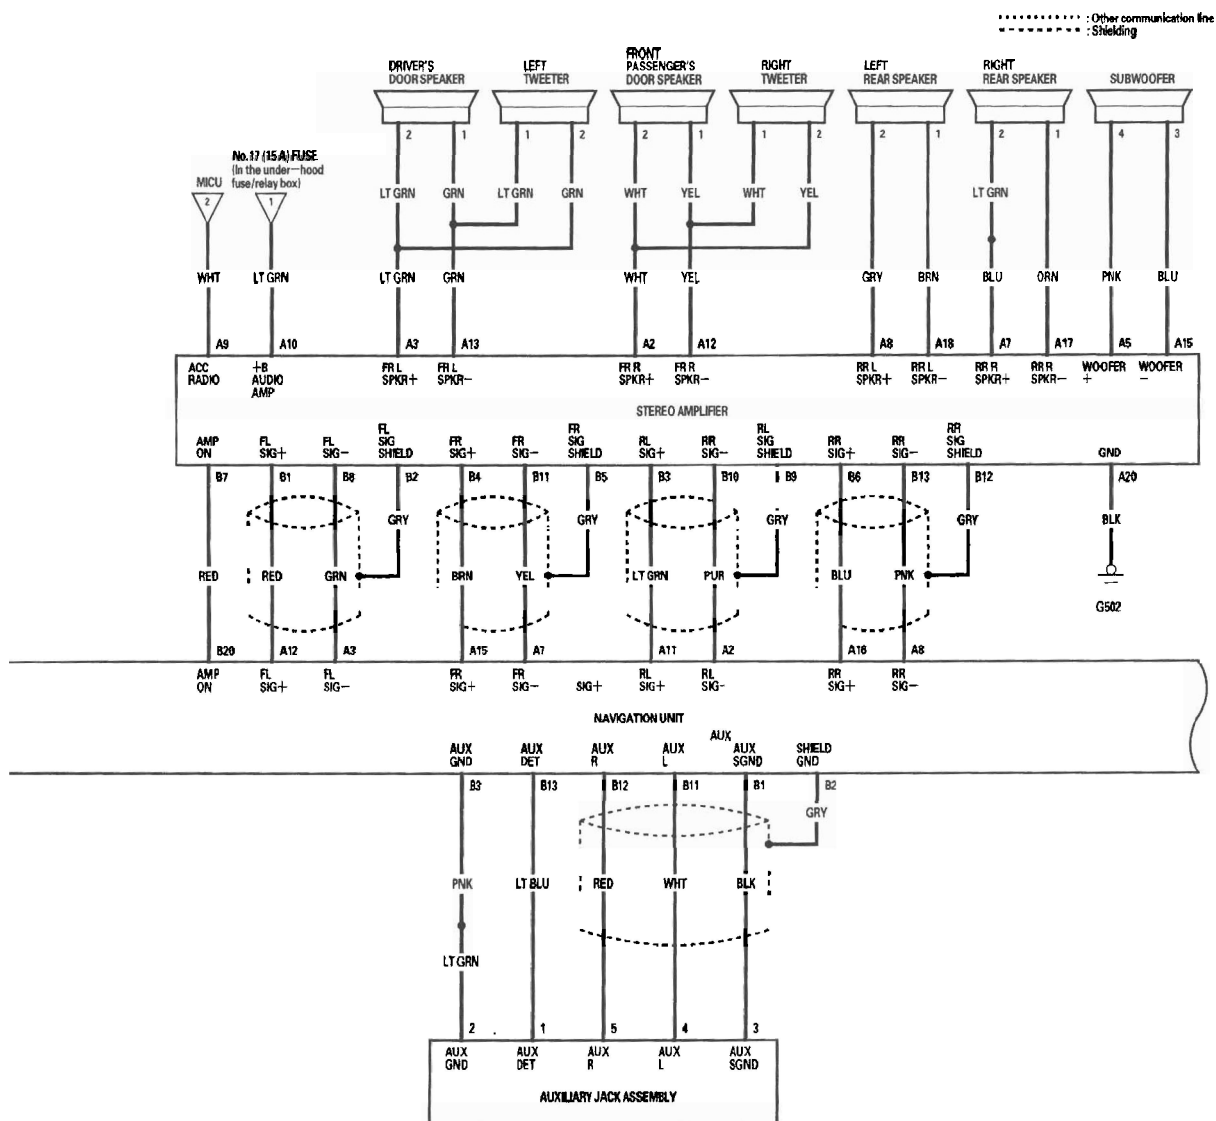 : Other communication line
: Shielding
DRIVER'S
DOOR SPEAKER
LEFT
TWEETER
FRONT
PASSENGER'S
DOOR SPEAKER
RIGHT
TWEETER
LEFT
REAR SPEAKER
RIGHT
REAR SPEAKER
SUBWOOFER
2 1 1 2 2 1 1 2 2 1 2 1 4 3
No.17 (15 A) FUSE
(In the under-hood
fuse/relay box)
MICU
2 1
LT GRN GRN LT GRN GRN WHT YEL WHT YEL LT GRN
WHT LT GRN LT GRN GRN WHT YEL GRY BRN BLU ORN PNK BLU
A9 A10 A3 A13 A2 A12 A8 A18 A7 A17 A5 A15
ACC
RADIO
+B
AUDIO
AMP
FR L
SPKR+
FR L
SPKR-
FR R
SPKR+
FR R
SPKR-
RR L
SPKR+
RR L
SPKR-
RR R
SPKR+
RR R
SPKR-
WOOFER
+
WOOFER
-
STEREO AMPLIFIER
AMP
ON
FL
SIG+
FL
SIG-
FL
SIG
SHIELD
FR
SIG+
FR
SIG-
FR
SIG
SHIELD
RL
SIG+
RR
SIG-
RL
SIG
SHIELD
RR
SIG+
RR
SIG-
RR
SIG
SHIELD
GND
B7 B1 B8 B2 B4 B11 B5 B3 B10 B9 B6 B13 B12 A20
GRY GRY GRY GRY BLK
RED RED GRN BRN YEL LT GRN PUR BLU PNK
G502
B20 A12 A3 A15 A7 A11 A2 A16 A8
AMP
ON
FL
SIG+
FL
SIG-
FR
SIG+
FR
SIG-
SIG+
RL
SIG+
RL
SIG-
RR
SIG+
RR
SIG-
NAVIGATION UNIT
AUX
AUX
GND
AUX
DET
AUX
R
AUX
L
AUX
SGND
SHIELD
GND
B3 B13 B12 B11 B1 B2
GRY
PNK LT BLU RED WHT BLK
LT GRN
2 1 5 4 3
AUX
GND
AUX
DET
AUX
R
AUX
L
AUX
SGND
AUXILIARY JACK ASSEMBLY